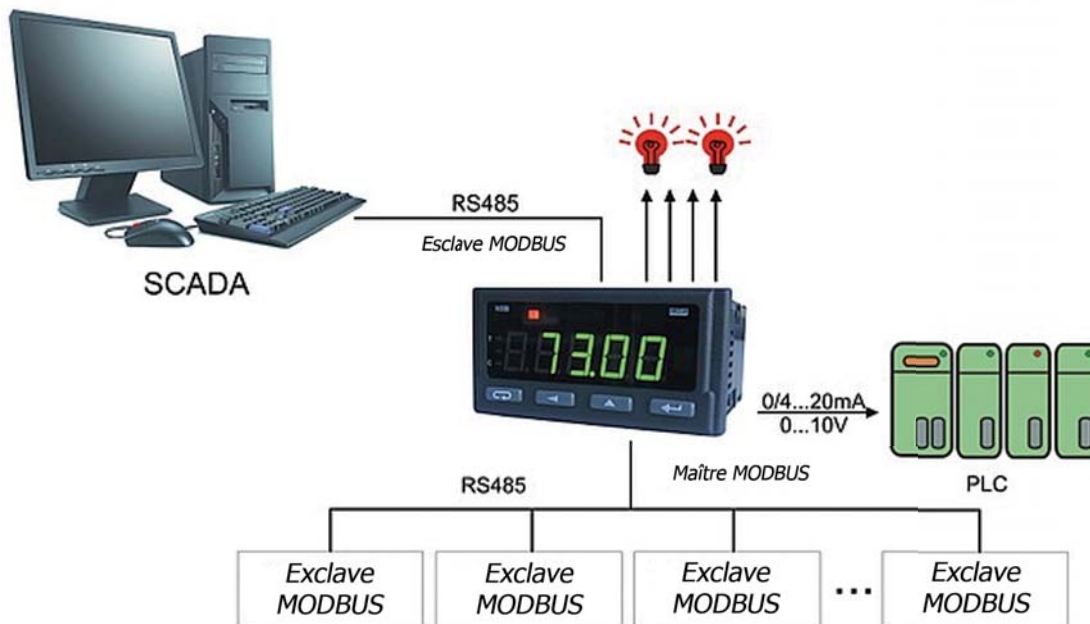 RS485
Esclave MODBUS
SCADA
73.00
0/4...20mA
0...10V
Maître MODBUS
RS485
PLC
Exclave
MODBUS
Exclave
MODBUS
Exclave
MODBUS
...
Exclave
MODBUS